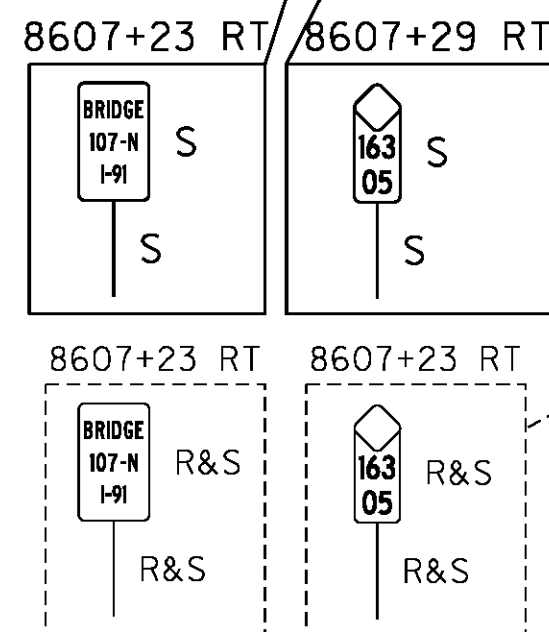 8607+23 RT
BRIDGE
107-N
I-91
S
S
8607+29 RT
163
05
S
S
8607+23 RT
BRIDGE
107-N
I-91
R&S
R&S
8607+23 RT
163
05
R&S
R&S